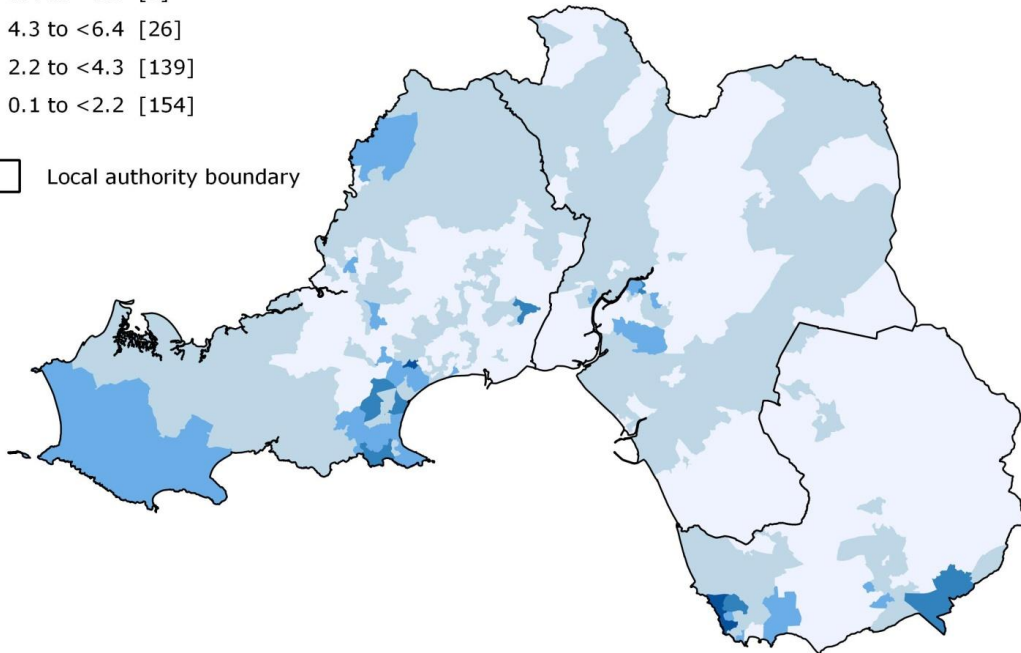 4.3 to <6.4 [26]
2.2 to <4.3 [139]
0.1 to <2.2 [154]
Local authority boundary